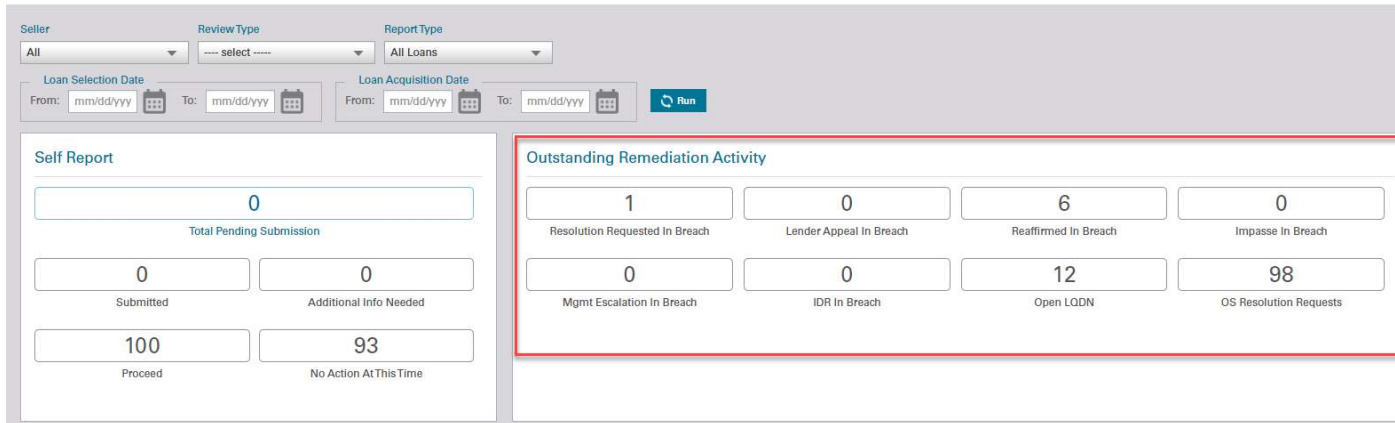 Seller Review Type Report Type
All ---- select ----- All Loans
Loan Selection Date Loan Acquisition Date
From: mm/dd/yyy To: mm/dd/yyy From: mm/dd/yyy To: mm/dd/yyy Run
Self Report
0
Total Pending Submission
0 0
Submitted Additional Info Needed
100 93
Proceed No Action At This Time
Outstanding Remediation Activity
1 0 6 0
Resolution Requested In Breach Lender Appeal In Breach Reaffirmed In Breach Impasse In Breach
0 0 12 98
Mgmt Escalation In Breach IDR In Breach Open LQDN OS Resolution Requests